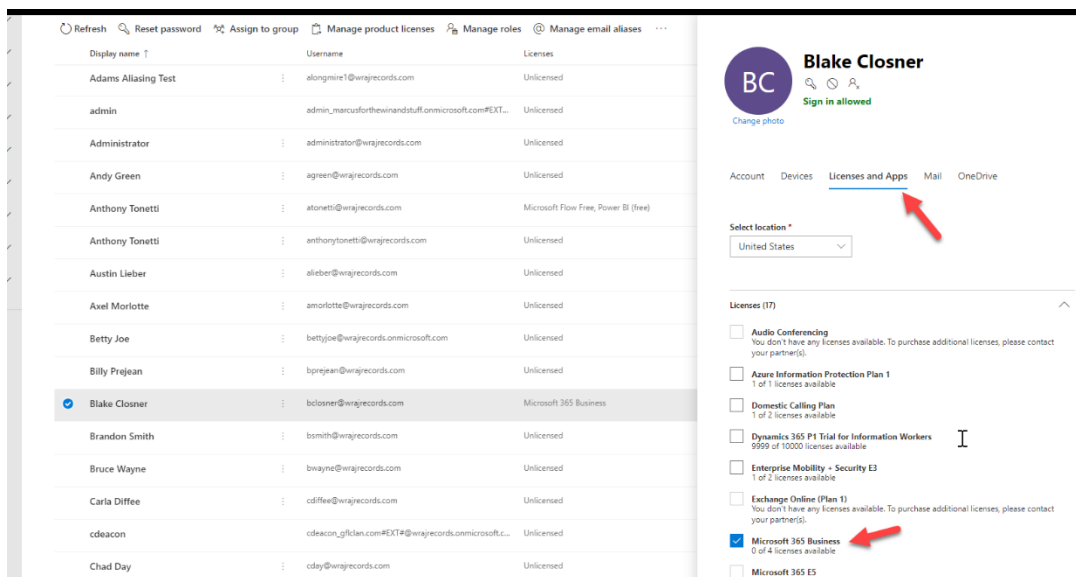 Refresh Reset password Assign to group Manage product licenses Manage roles Manage email aliases ...
Display name ↑ Username Licenses
Adams Aliasing Test alongmire1@wrajrecords.com Unlicensed
admin admin_marcusforthewinandstuff.onmicrosoft.com#EXT... Unlicensed
Administrator administrator@wrajrecords.com Unlicensed
Andy Green agreen@wrajrecords.com Unlicensed
Anthony Tonetti atonetti@wrajrecords.com Microsoft Flow Free, Power BI (free)
Anthony Tonetti anthonytonetti@wrajrecords.com Unlicensed
Austin Lieber alieber@wrajrecords.com Unlicensed
Axel Morlotte amorlotte@wrajrecords.com Unlicensed
Betty Joe bettyjoe@wrajrecords.onmicrosoft.com Unlicensed
Billy Prejean bprejean@wrajrecords.com Unlicensed
Blake Closner bclosner@wrajrecords.com Microsoft 365 Business
Brandon Smith bsmith@wrajrecords.com Unlicensed
Bruce Wayne bwayne@wrajrecords.com Unlicensed
Carla Diffee cdiffee@wrajrecords.com Unlicensed
cdeacon cdeacon_gflclan.com#EXT#@wrajrecords.onmicrosoft.c... Unlicensed
Chad Day cday@wrajrecords.com Unlicensed
BC
Blake Closner
Sign in allowed
Change photo
Account Devices Licenses and Apps Mail OneDrive
Select location *
United States
Licenses (17)
Audio Conferencing
You don't have any licenses available. To purchase additional licenses, please contact
your partner(s).
Azure Information Protection Plan 1
1 of 1 licenses available
Domestic Calling Plan
1 of 2 licenses available
Dynamics 365 P1 Trial for Information Workers
9999 of 10000 licenses available
Enterprise Mobility + Security E3
1 of 2 licenses available
Exchange Online (Plan 1)
You don't have any licenses available. To purchase additional licenses, please contact
your partner(s).
Microsoft 365 Business
0 of 4 licenses available
Microsoft 365 E5